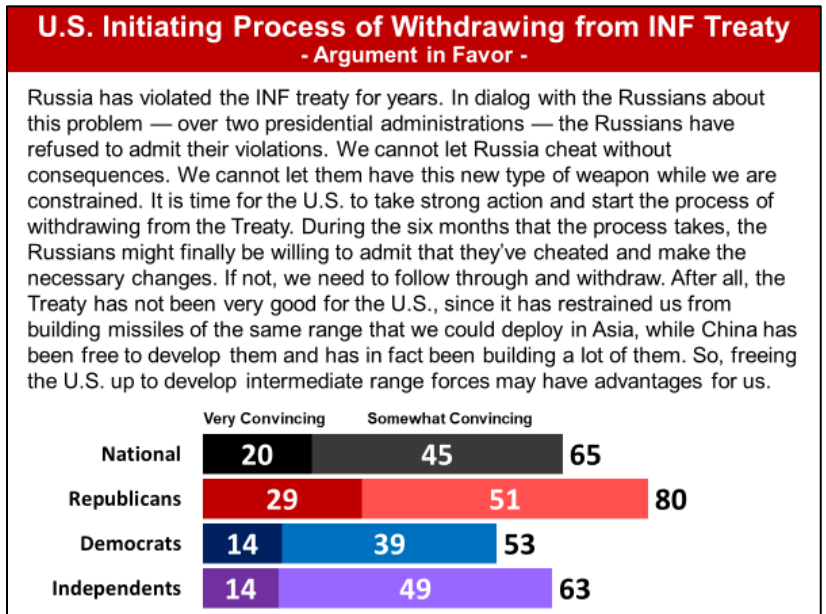 U.S. Initiating Process of Withdrawing from INF Treaty
- Argument in Favor -
Russia has violated the INF treaty for years. In dialog with the Russians about
this problem — over two presidential administrations — the Russians have
refused to admit their violations. We cannot let Russia cheat without
consequences. We cannot let them have this new type of weapon while we are
constrained. It is time for the U.S. to take strong action and start the process of
withdrawing from the Treaty. During the six months that the process takes, the
Russians might finally be willing to admit that they've cheated and make the
necessary changes. If not, we need to follow through and withdraw. After all, the
Treaty has not been very good for the U.S., since it has restrained us from
building missiles of the same range that we could deploy in Asia, while China has
been free to develop them and has in fact been building a lot of them. So, freeing
the U.S. up to develop intermediate range forces may have advantages for us.
Very Convincing Somewhat Convincing
National 20 45 65
Republicans 29 51 80
Democrats 14 39 53
Independents 14 49 63